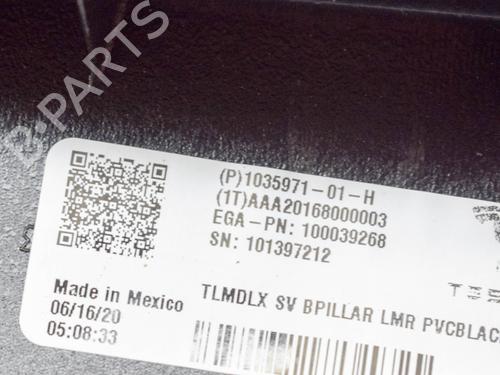 B-PARTS
(P)1035971-01-H
(1T)AAA20168000003
EGA-PN: 100039268
SN: 101397212
Made in Mexico
06/16/20
05:08:33
TLMDLX SV BPILLAR LMR PVCBLAC